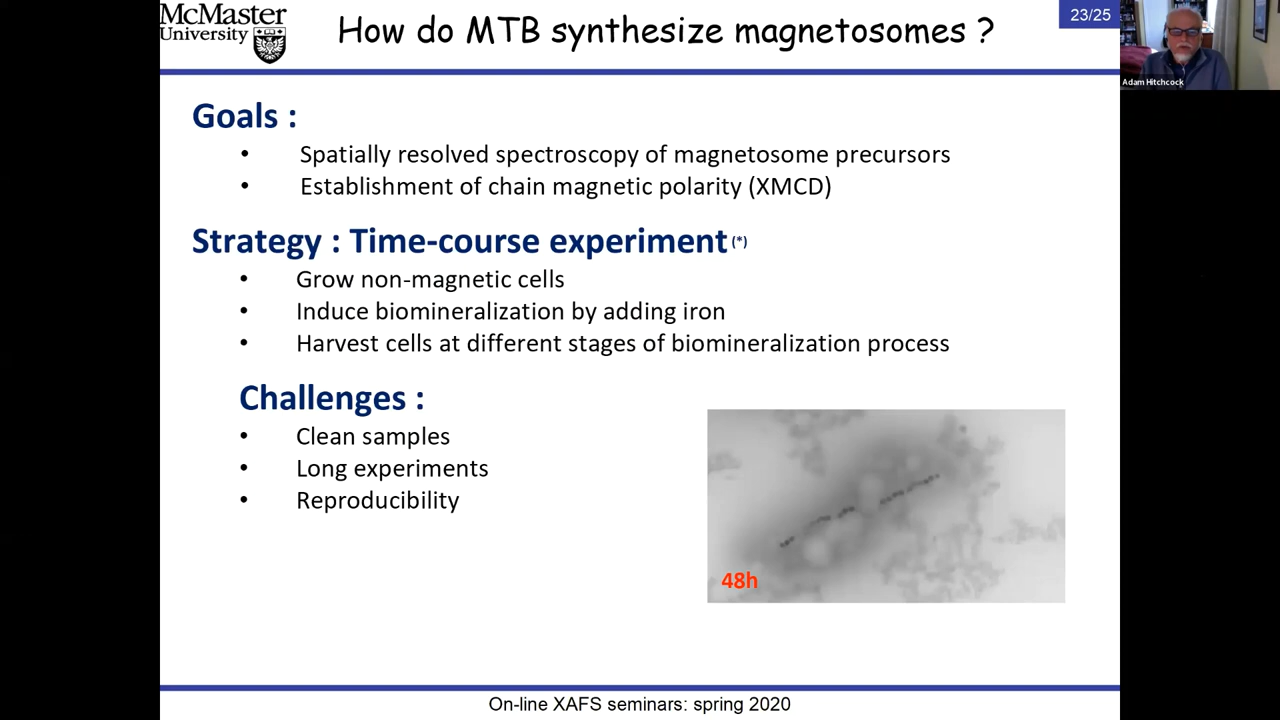 McMaster
University
How do MTB synthesize magnetosomes ?
23/25
Adam Hitchcock
Goals :
• Spatially resolved spectroscopy of magnetosome precursors
• Establishment of chain magnetic polarity (XMCD)
Strategy : Time-course experiment (*)
• Grow non-magnetic cells
• Induce biomineralization by adding iron
• Harvest cells at different stages of biomineralization process
Challenges :
• Clean samples
• Long experiments
• Reproducibility
48h
On-line XAFS seminars: spring 2020